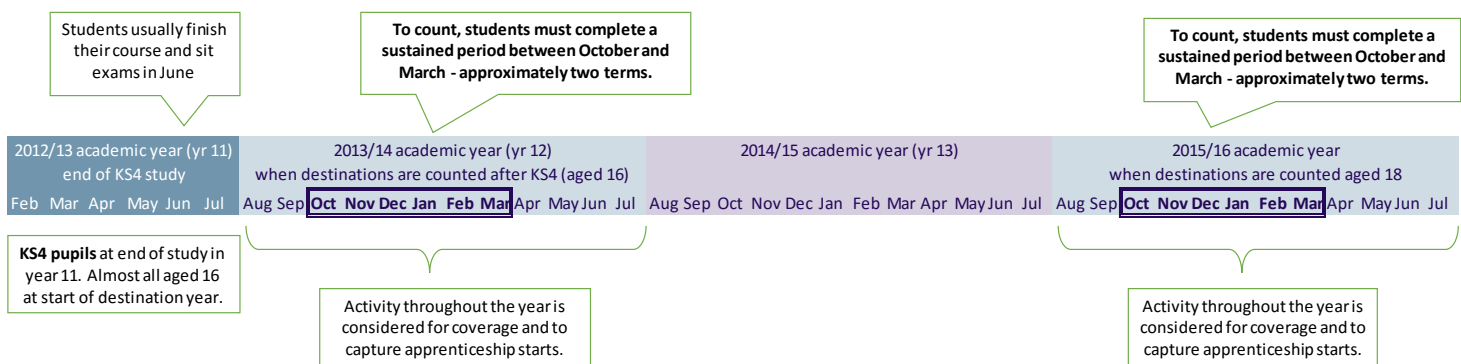 Students usually finish
their course and sit
exams in June
To count, students must complete a
sustained period between October and
March - approximately two terms.
To count, students must complete a
sustained period between October and
March - approximately two terms.
2012/13 academic year (yr 11)
end of KS4 study
2013/14 academic year (yr 12)
when destinations are counted after KS4 (aged 16)
2014/15 academic year (yr 13)
2015/16 academic year
when destinations are counted aged 18
Feb Mar Apr May Jun Jul Aug Sep Oct Nov Dec Jan Feb Mar Apr May Jun Jul Aug Sep Oct Nov Dec Jan Feb Mar Apr May Jun Jul Aug Sep Oct Nov Dec Jan Feb Mar Apr May Jun Jul
KS4 pupils at end of study in
year 11. Almost all aged 16
at start of destination year.
Activity throughout the year is
considered for coverage and to
capture apprenticeship starts.
Activity throughout the year is
considered for coverage and to
capture apprenticeship starts.